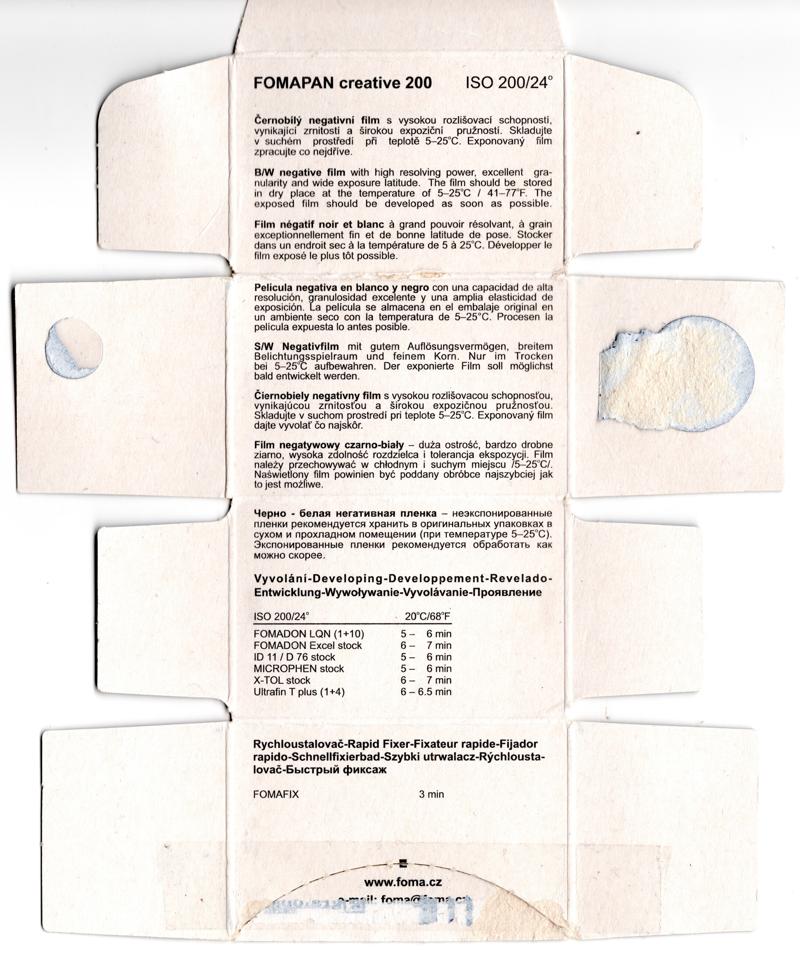 FOMAPAN creative 200 ISO 200/24°
Černobilý negativní film s vysokou rozlišovací schopností,
vynikající zrnitostí a širokou expoziční pružností. Skladujte
v suchém prostředí při teplotě 5–25°C. Exponovaný film
zpracujte co nejdříve.
B/W negative film with high resolving power, excellent gra-
nularity and wide exposure latitude. The film should be stored
in dry place at the temperature of 5–25°C / 41–77°F. The
exposed film should be developed as soon as possible.
Film négatif noir et blanc à grand pouvoir résolvant, à grain
exceptionnellement fin et de bonne latitude de pose. Stocker
dans un endroit sec à la température de 5 à 25°C. Développer le
film exposé le plus tôt possible.
Pelicula negativa en blanco y negro con una capacidad de alta
resolución, granulosidad excelente y una amplia elasticidad de
exposición. La película se almacena en el embalaje original en
un ambiente seco con la temperatura de 5–25°C. Procesen la
pelicula expuesta lo antes posible.
S/W Negativfilm mit gutem Auflösungsvermögen, breitem
Belichtungsspielraum und feinem Korn. Nur im Trocken
bei 5–25°C aufbewahren. Der exponierte Film soll möglichst
bald entwickelt werden.
Čiernobiely negatívny film s vysokou rozlišovacou schopnosťou,
vynikajúcou zrnitosťou a širokou expozičnou pružnosťou.
Skladujte v suchom prostredí pri teplote 5–25°C. Exponovaný film
dajte vyvolať čo najskôr.
Film negatywowy czarno-biały – duża ostrość, bardzo drobne
ziarno, wysoka zdolność rozdzielca i tolerancja ekspozycji. Film
należy przechowywać w chłodnym i suchym miejscu /5–25°C/.
Naświetlony film powinien być poddany obróbce najszybciej jak
to jest możliwe.
Черно - белая негативная пленка – неэкспонированные
пленки рекомендуется хранить в оригинальных упаковках в
сухом и прохладном помещении (при температуре 5–25°C).
Экспонированные пленки рекомендуется обработать как
можно скорее.
Vyvolání-Developing-Developpement-Revelado-
Entwicklung-Wywoływanie-Vyvolávanie-Проявление
ISO 200/24° 20°C/68°F
FOMADON LQN (1+10) 5 – 6 min
FOMADON Excel stock 6 – 7 min
ID 11 / D 76 stock 5 – 6 min
MICROPHEN stock 5 – 6 min
X-TOL stock 6 – 7 min
Ultrafin T plus (1+4) 6 – 6.5 min
Rychloustalovač-Rapid Fixer-Fixateur rapide-Fijador
rapido-Schnellfixierbad-Szybki utrwalacz-Rýchlousta-
lovač-Быстрый фиксаж
FOMAFIX 3 min
www.foma.cz
e-mail: foma@foma.cz